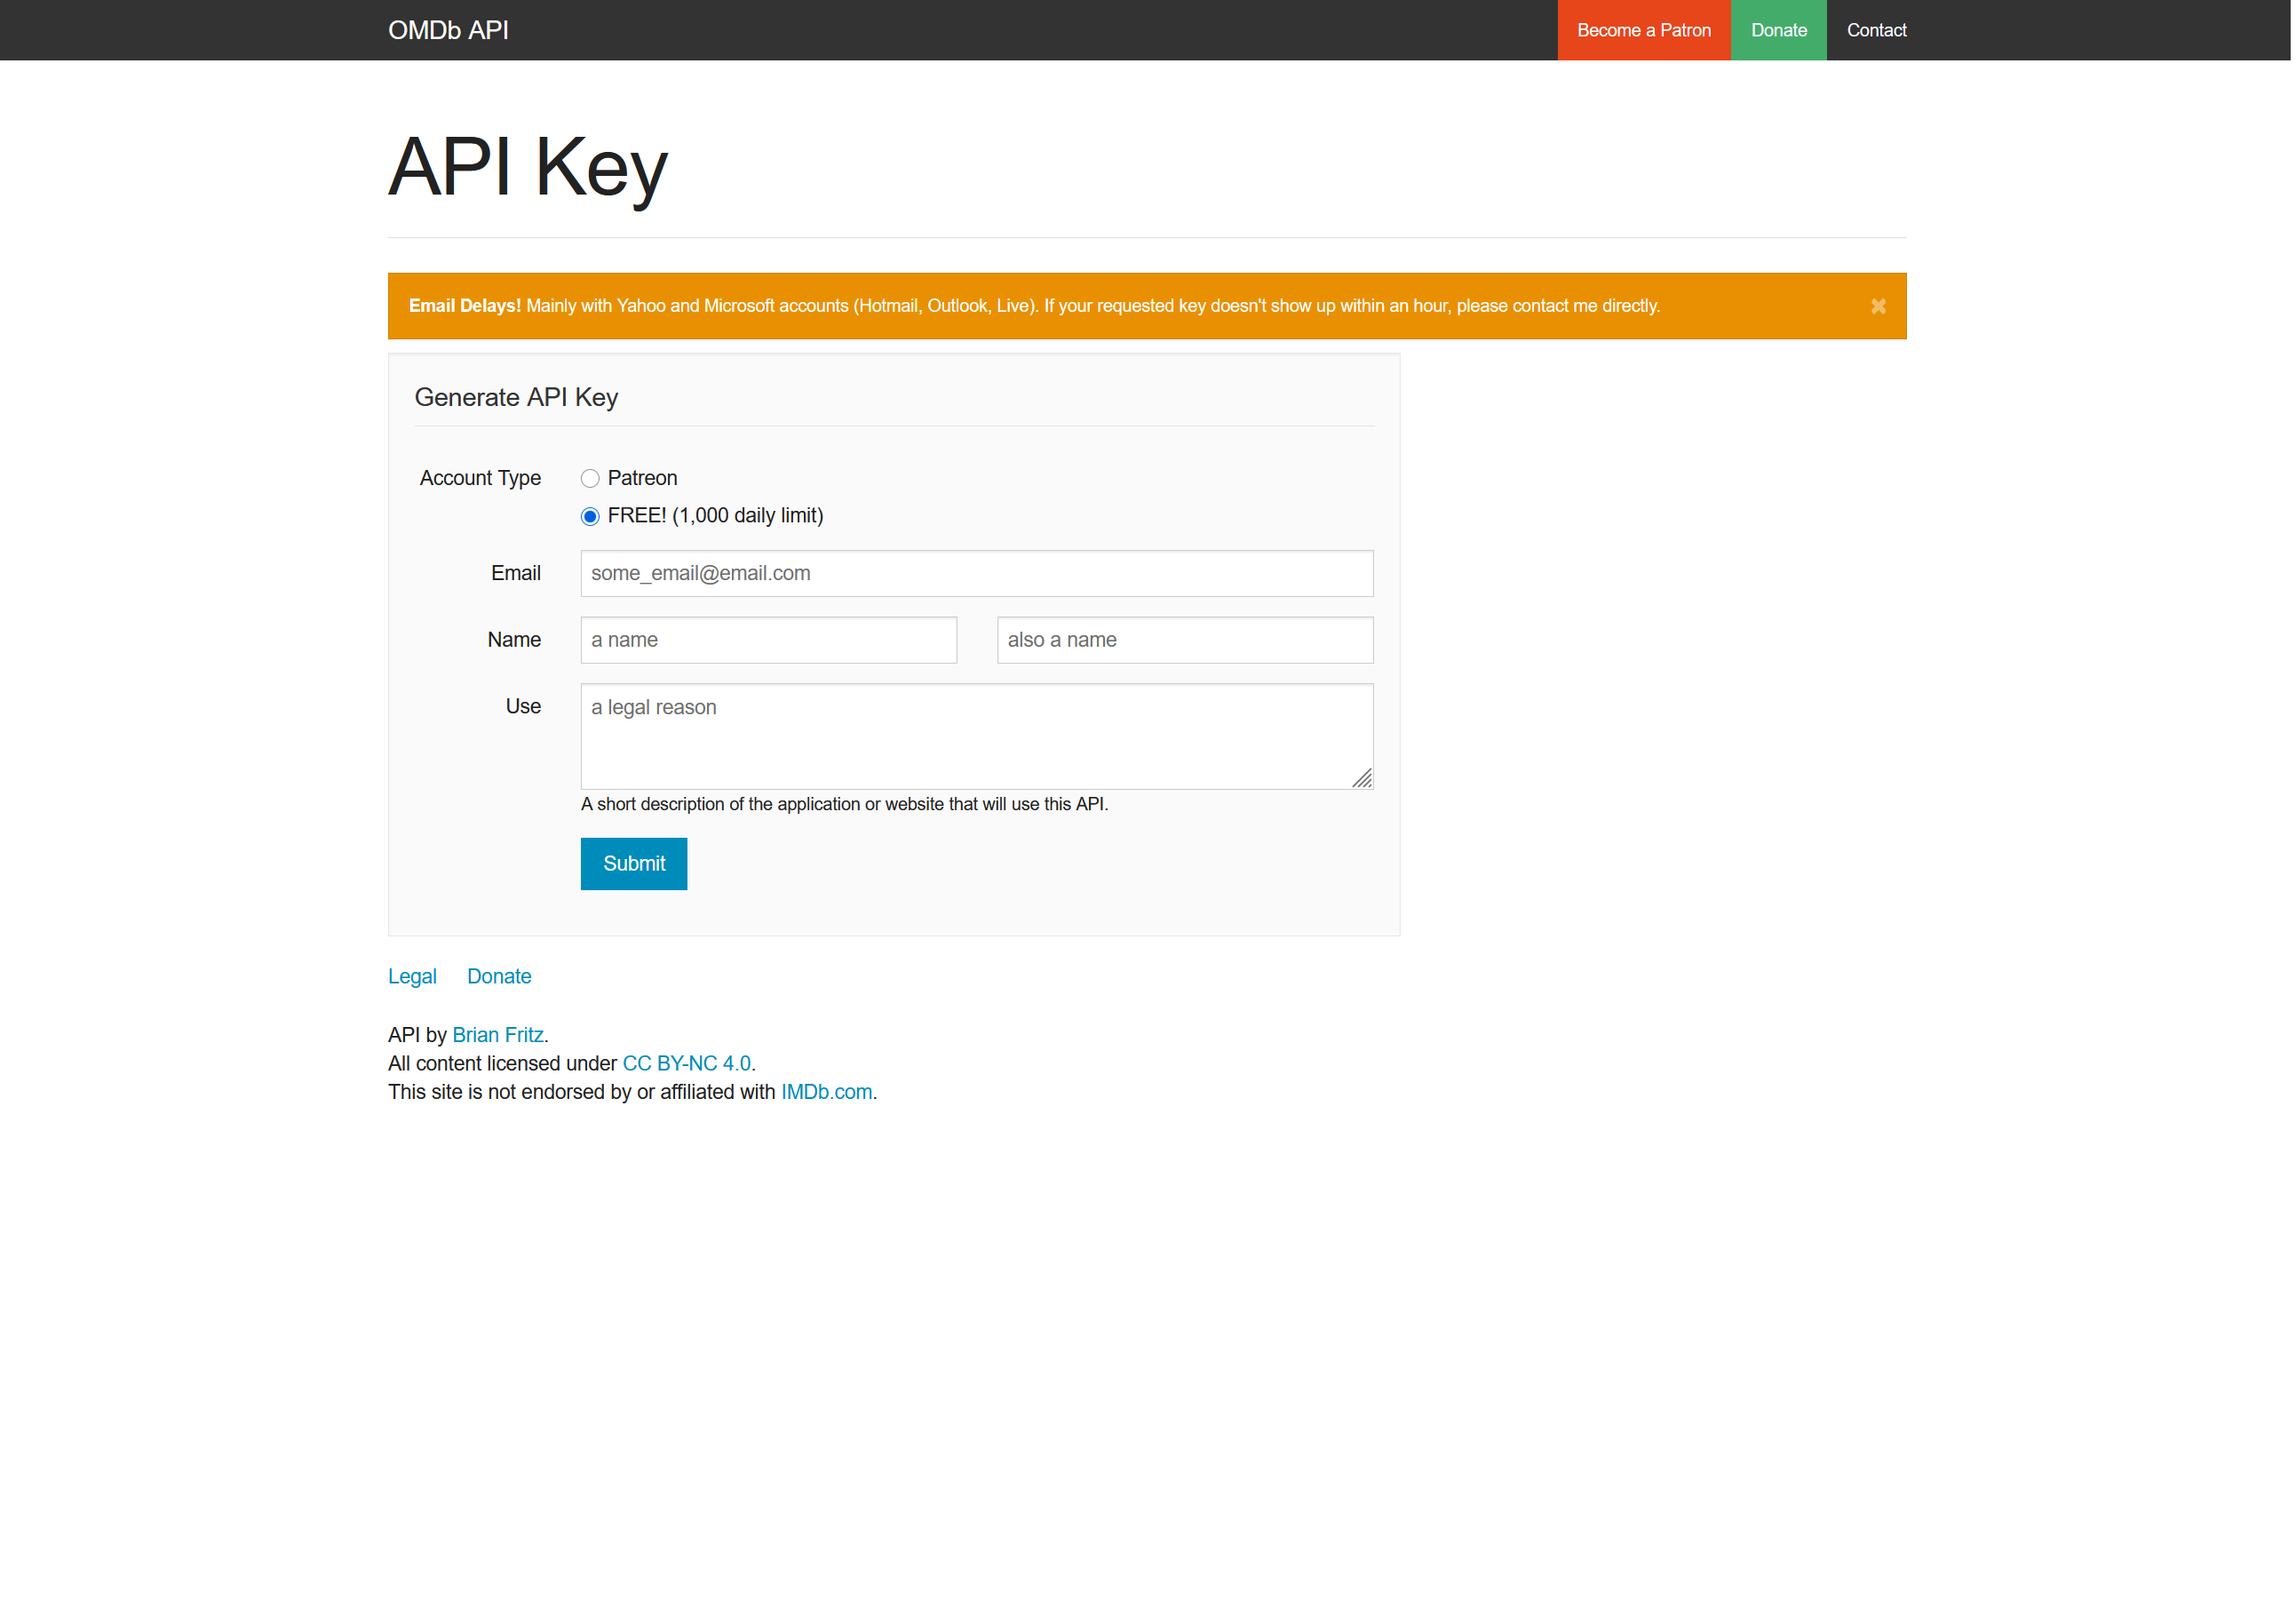 OMDb API
Become a Patron
Donate
Contact
API Key
Email Delays! Mainly with Yahoo and Microsoft accounts (Hotmail, Outlook, Live). If your requested key doesn't show up within an hour, please contact me directly.
Generate API Key
Account Type
Patreon
FREE! (1,000 daily limit)
Email
some_email@email.com
Name
a name
also a name
Use
a legal reason
A short description of the application or website that will use this API.
Submit
Legal
Donate
API by Brian Fritz.
All content licensed under CC BY-NC 4.0.
This site is not endorsed by or affiliated with IMDb.com.